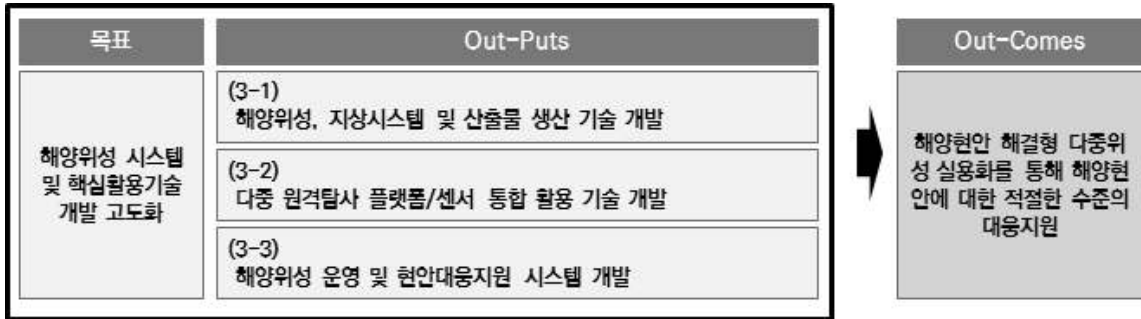 목표
Out-Puts
Out-Comes
해양위성 시스템
및 핵심활용기술
개발 고도화
(3-1)
해양위성, 지상시스템 및 산출물 생산 기술 개발
(3-2)
다중 원격탐사 플랫폼/센서 통합 활용 기술 개발
(3-3)
해양위성 운영 및 현안대응지원 시스템 개발
해양현안 해결형 다중위
성 실용화를 통해 해양현
안에 대한 적절한 수준의
대응지원